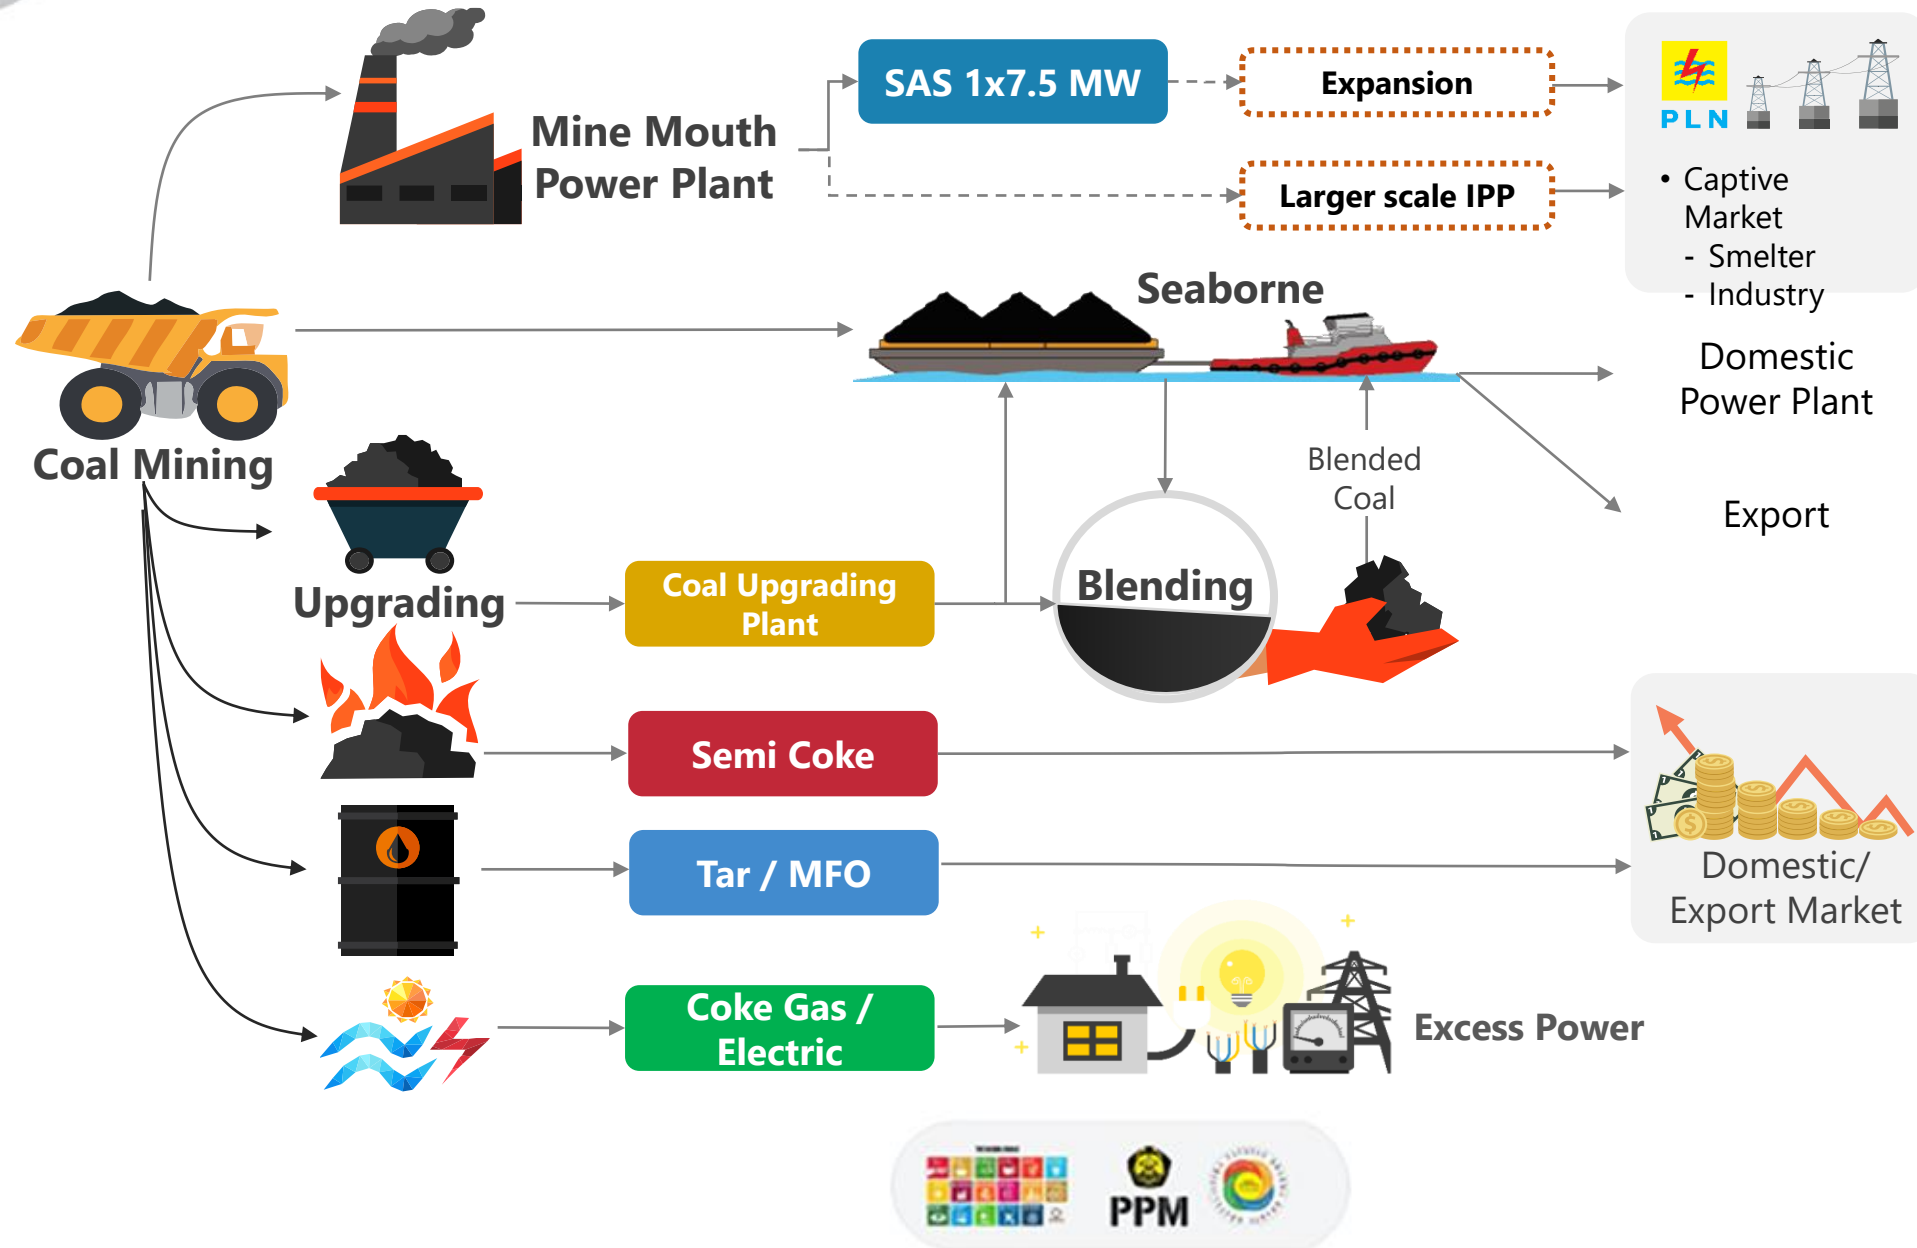 Mine Mouth
Power Plant
SAS 1x7.5 MW
Expansion
Larger scale IPP
PLN
• Captive
Market
- Smelter
- Industry
Seaborne
Domestic
Power Plant
Export
Coal Mining
Blended
Coal
Upgrading
Coal Upgrading
Plant
Blending
Semi Coke
Tar / MFO
Domestic/
Export Market
Coke Gas /
Electric
Excess Power
PPM